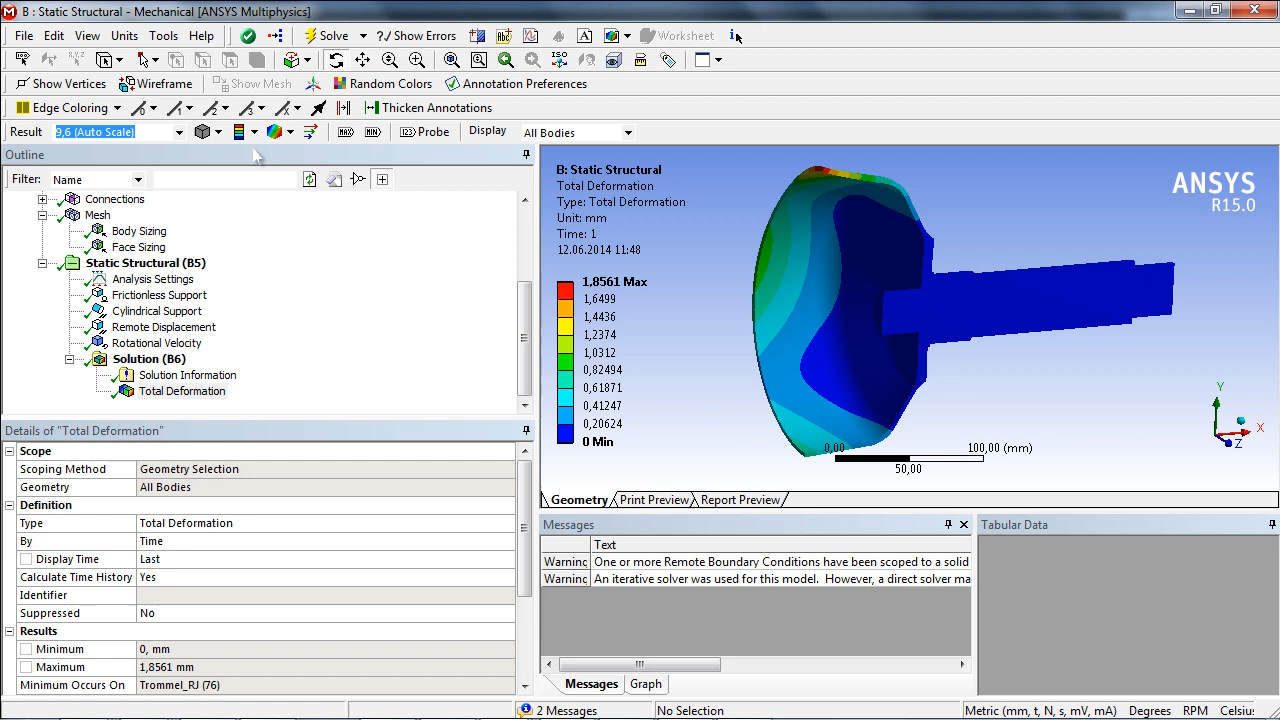 B : Static Structural - Mechanical [ANSYS Multiphysics]
File Edit View Units Tools Help Solve ?/ Show Errors Worksheet
Show Vertices Wireframe Show Mesh Random Colors Annotation Preferences
Edge Coloring Thicken Annotations
Result 9,6 (Auto Scale) MAX MIN Probe Display All Bodies
Outline
Filter: Name
Connections
Mesh
Body Sizing
Face Sizing
Static Structural (B5)
Analysis Settings
Frictionless Support
Cylindrical Support
Remote Displacement
Rotational Velocity
Solution (B6)
Solution Information
Total Deformation
Details of "Total Deformation"
Scope
Scoping Method Geometry Selection
Geometry All Bodies
Definition
Type Total Deformation
By Time
Display Time Last
Calculate Time History Yes
Identifier
Suppressed No
Results
Minimum 0, mm
Maximum 1,8561 mm
Minimum Occurs On Trommel_RJ (76)
B: Static Structural
Total Deformation
Type: Total Deformation
Unit: mm
Time: 1
12.06.2014 11:48
1,8561 Max
1,6499
1,4436
1,2374
1,0312
0,82494
0,61871
0,41247
0,20624
0 Min
ANSYS
R15.0
0,00 100,00 (mm)
50,00
Y
X
Z
Geometry Print Preview Report Preview
Messages
Text
Warning One or more Remote Boundary Conditions have been scoped to a solid
Warning An iterative solver was used for this model. However, a direct solver ma
Messages Graph
Tabular Data
2 Messages No Selection Metric (mm, t, N, s, mV, mA) Degrees RPM Celsiu